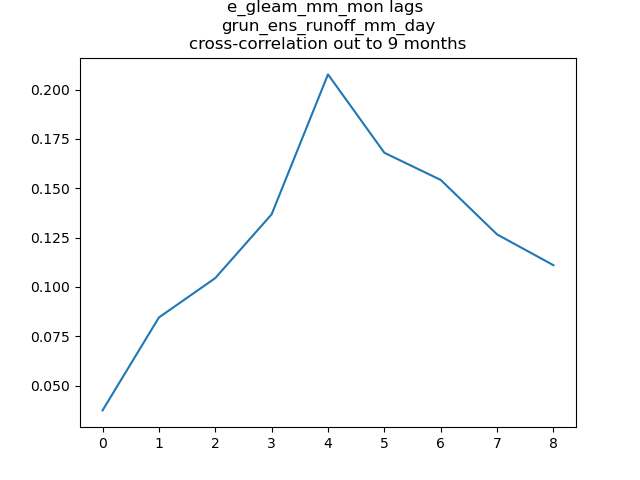 e_gleam_mm_mon lags
grun_ens_runoff_mm_day
cross-correlation out to 9 months
0.200
0.175
0.150
0.125
0.100
0.075
0.050
0 1 2 3 4 5 6 7 8